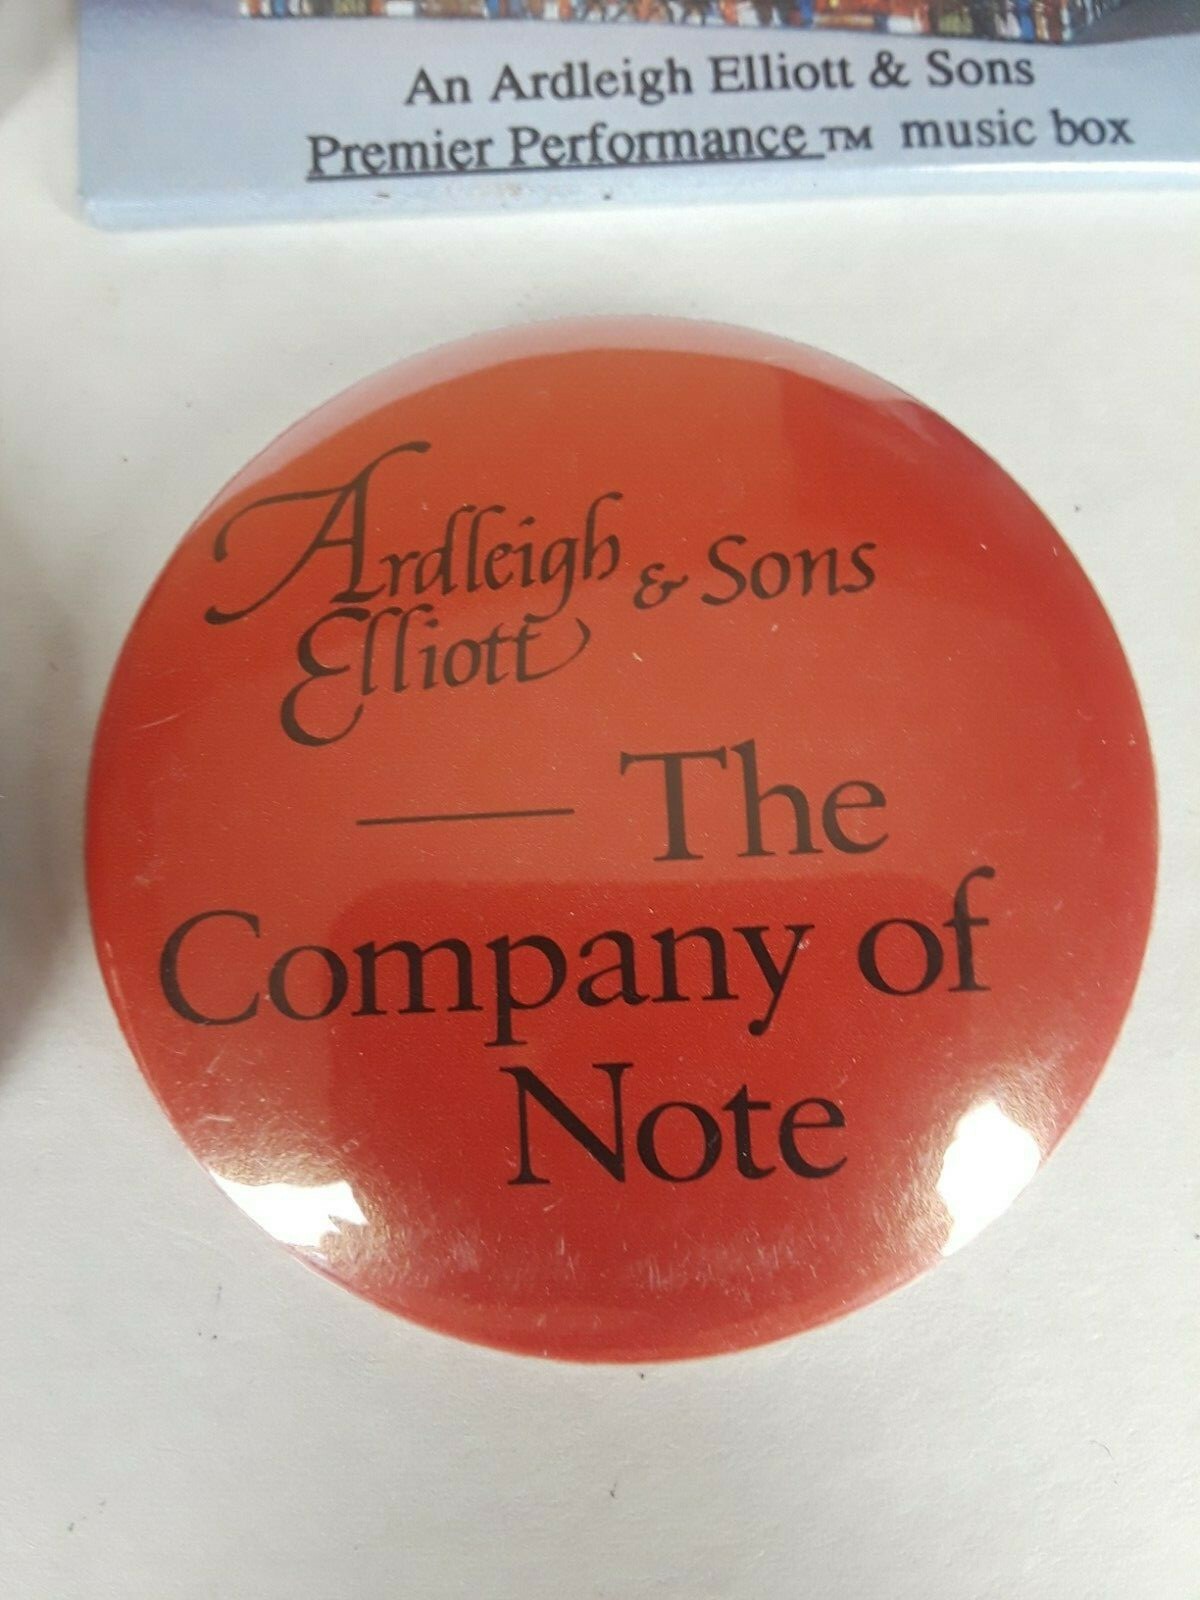 An Ardleigh Elliott & Sons
Premier Performance™ music box
Ardleigh
Elliott & Sons
— The
Company of
Note